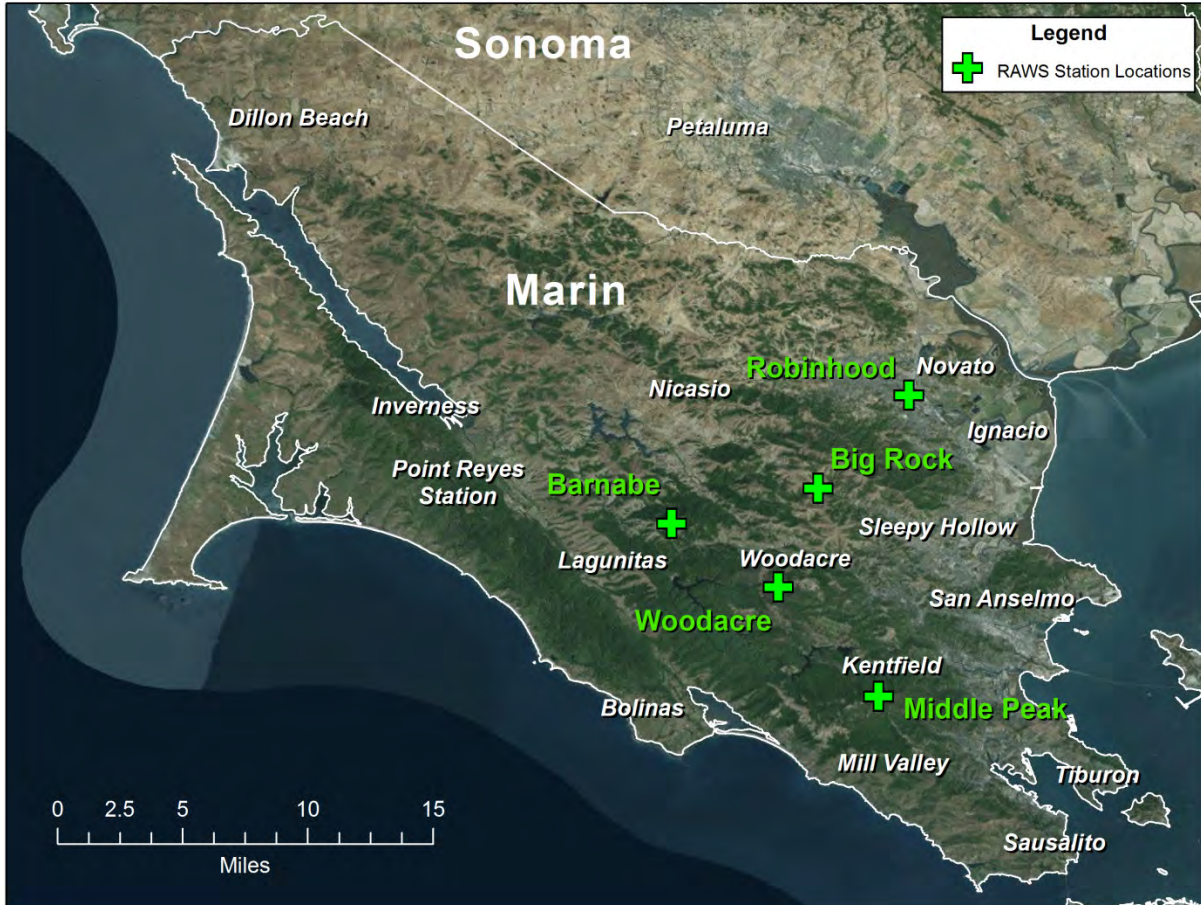 Sonoma
Legend
RAWS Station Locations
Dillon Beach
Petaluma
Marin
Robinhood
Novato
Nicasio
Inverness
Ignacio
Big Rock
Point Reyes
Station
Barnabe
Sleepy Hollow
Lagunitas
Woodacre
San Anselmo
Woodacre
Kentfield
Bolinas
Middle Peak
Mill Valley
Tiburon
Sausalito
0 2.5 5 10 15
Miles